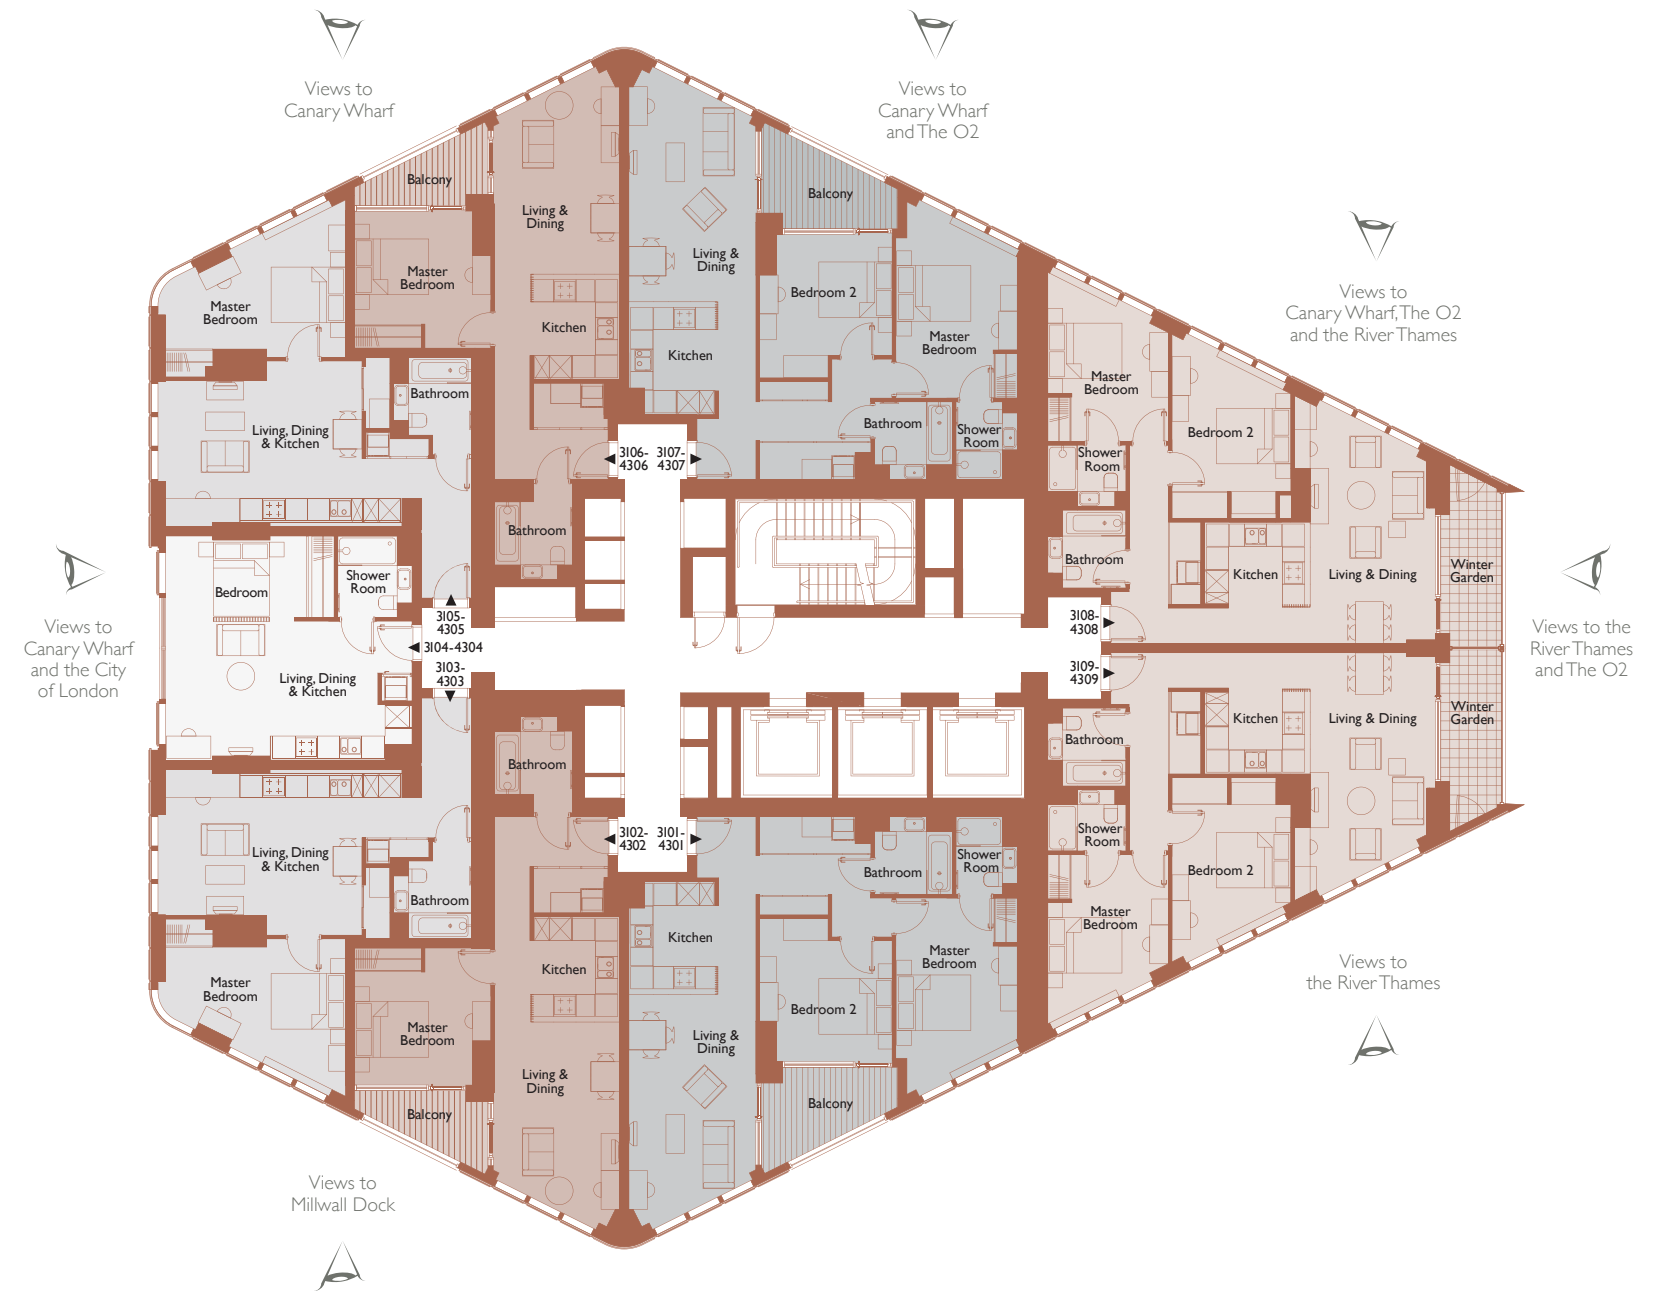 Views to
Canary Wharf
Views to
Canary Wharf
and The O2
Views to
Canary Wharf, The O2
and the River Thames
Balcony
Living &
Dining
Master
Bedroom
Kitchen
Master
Bedroom
Bathroom
Living, Dining
& Kitchen
3106-
4306
Bathroom
Balcony
Living &
Dining
Bedroom 2
Kitchen
Master
Bedroom
Bathroom
Shower
Room
3107-
4307
Master
Bedroom
Bedroom 2
Shower
Room
Bathroom
Kitchen
Living & Dining
Winter
Garden
3108-
4308
Views to
Canary Wharf
and the City
of London
Bedroom
Shower
Room
3105-
4305
3104-4304
3103-
4303
Living, Dining
& Kitchen
Views to the
River Thames
and The O2
3109-
4309
Kitchen
Living & Dining
Winter
Garden
Bathroom
Shower
Room
Bedroom 2
Master
Bedroom
Bathroom
3102-
4302
3101-
4301
Living, Dining
& Kitchen
Bathroom
Master
Bedroom
Kitchen
Master
Bedroom
Living &
Dining
Balcony
Bathroom
Shower
Room
Kitchen
Master
Bedroom
Bedroom 2
Living &
Dining
Balcony
Views to
the River Thames
Views to
Millwall Dock